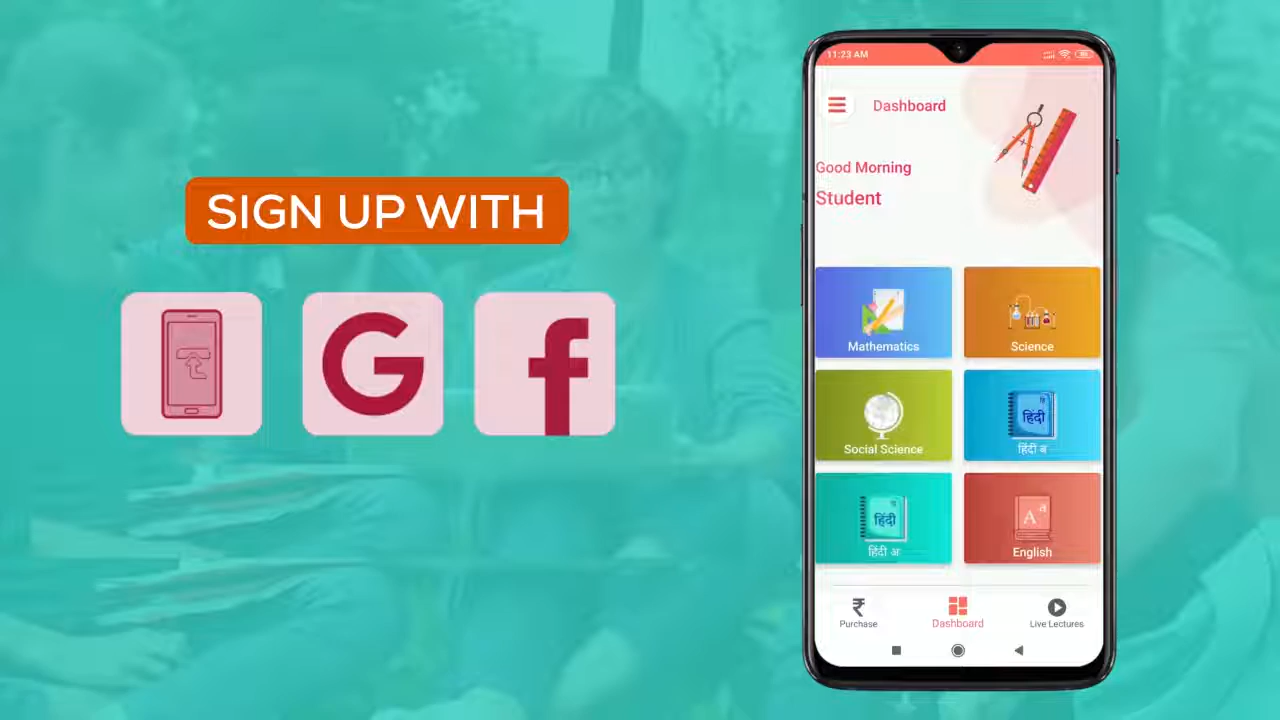 SIGN UP WITH
G
f
11:23 AM
Dashboard
Good Morning
Student
Mathematics
Science
Social Science
हिंदी
हिंदी ब
हिंदी
हिंदी अ
A
English
₹
Purchase
Dashboard
Live Lectures